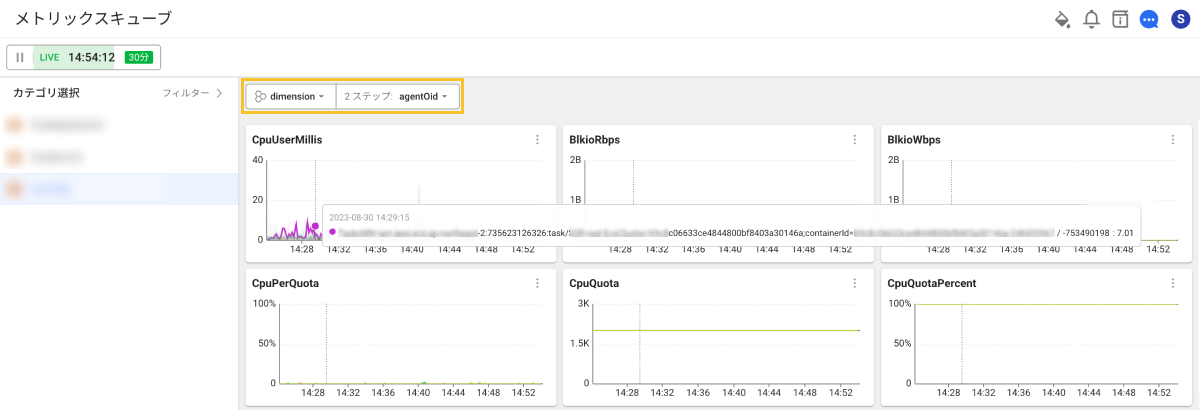 メトリックスキューブ
S
LIVE 14:54:12 30分
カテゴリ選択 フィルター
dimension 2 ステップ: agentOid
CpuUserMillis
40
20
0
14:28 14:32 14:36 14:40 14:44 14:48 14:52
BlkioRbps
2B
1B
14:28 14:32 14:36 14:40 14:44 14:48 14:52
BlkioWbps
2B
1B
14:28 14:32 14:36 14:40 14:44 14:48 14:52
2023-08-30 14:29:15
-2:735623126326:task/ c06633ce4844800bf8403a30146a;containerId= / -753490198 : 7.01
CpuPerQuota
100%
50%
0
14:28 14:32 14:36 14:40 14:44 14:48 14:52
CpuQuota
3K
1.5K
0
14:28 14:32 14:36 14:40 14:44 14:48 14:52
CpuQuotaPercent
100%
50%
0
14:28 14:32 14:36 14:40 14:44 14:48 14:52